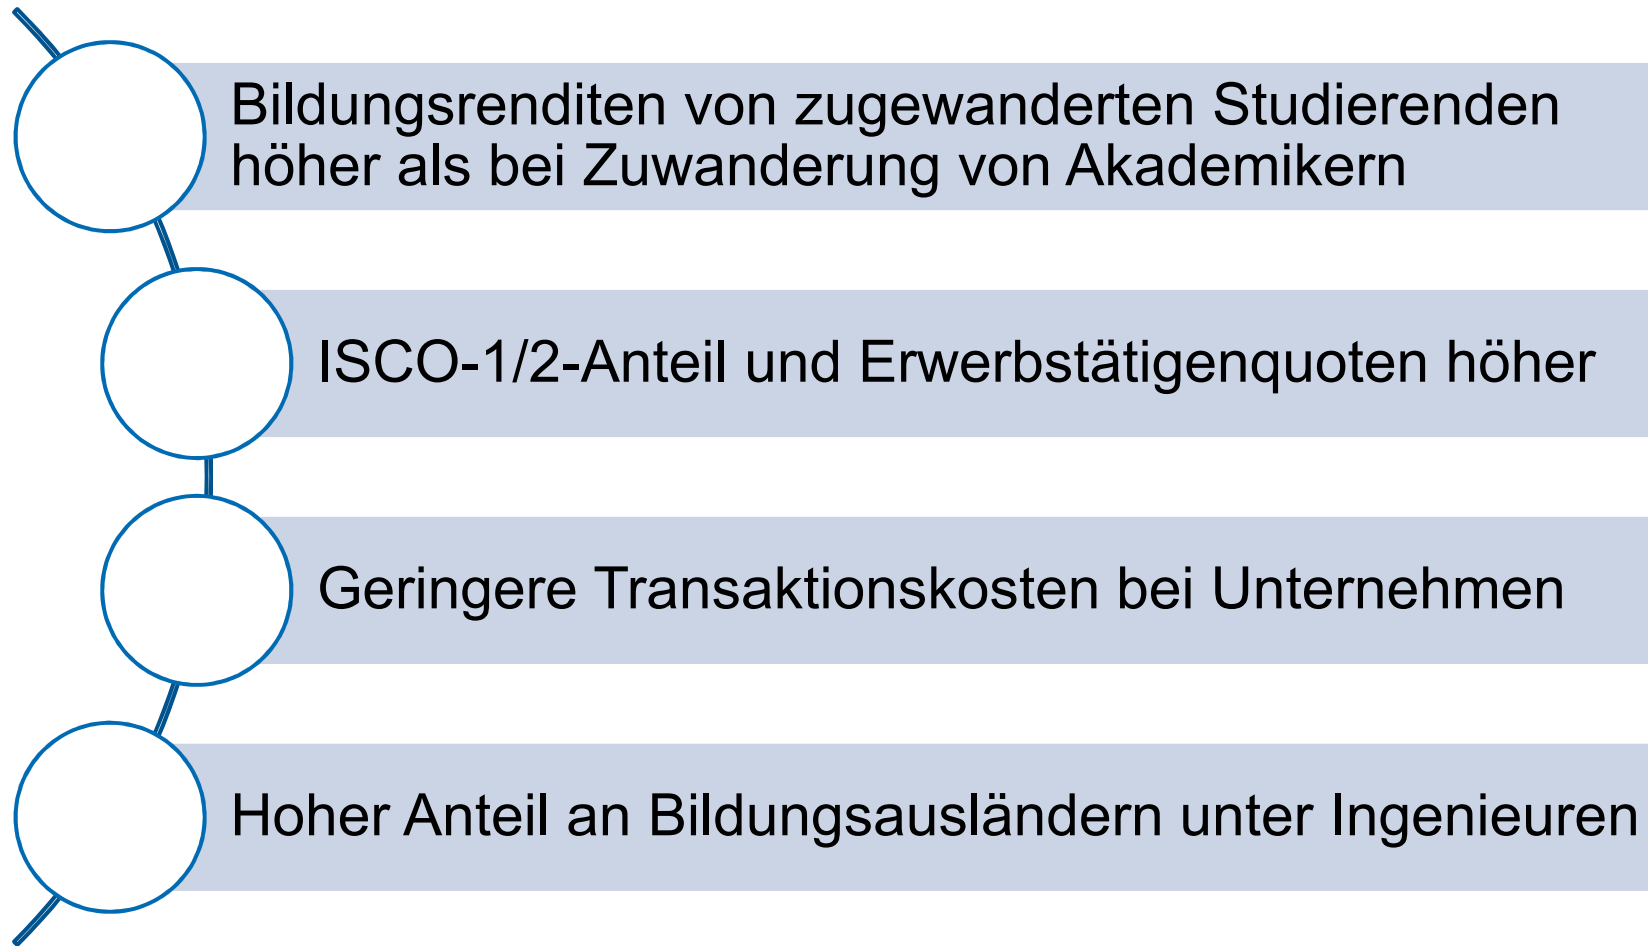 Bildungsrenditen von zugewanderten Studierenden
höher als bei Zuwanderung von Akademikern
ISCO-1/2-Anteil und Erwerbstätigenquoten höher
Geringere Transaktionskosten bei Unternehmen
Hoher Anteil an Bildungsausländern unter Ingenieuren